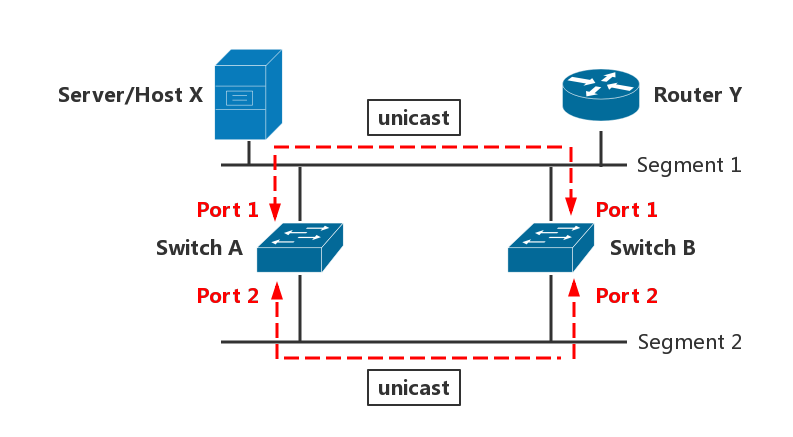 Server/Host X
Router Y
unicast
Segment 1
Port 1
Port 1
Switch A
Switch B
Port 2
Port 2
Segment 2
unicast